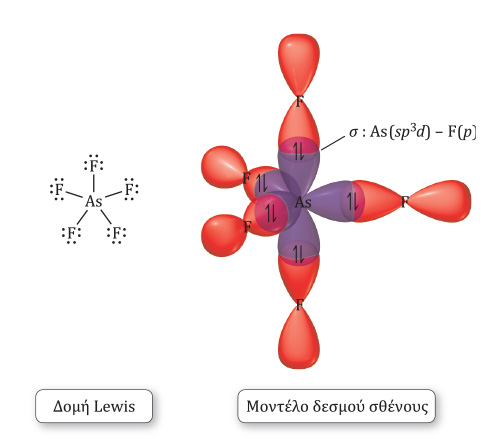 :F:
:F F:
As
:F: :F:
F
σ : As(sp³d) – F(p)
F
As F
F
F
Δομή Lewis
Μοντέλο δεσμού σθένους